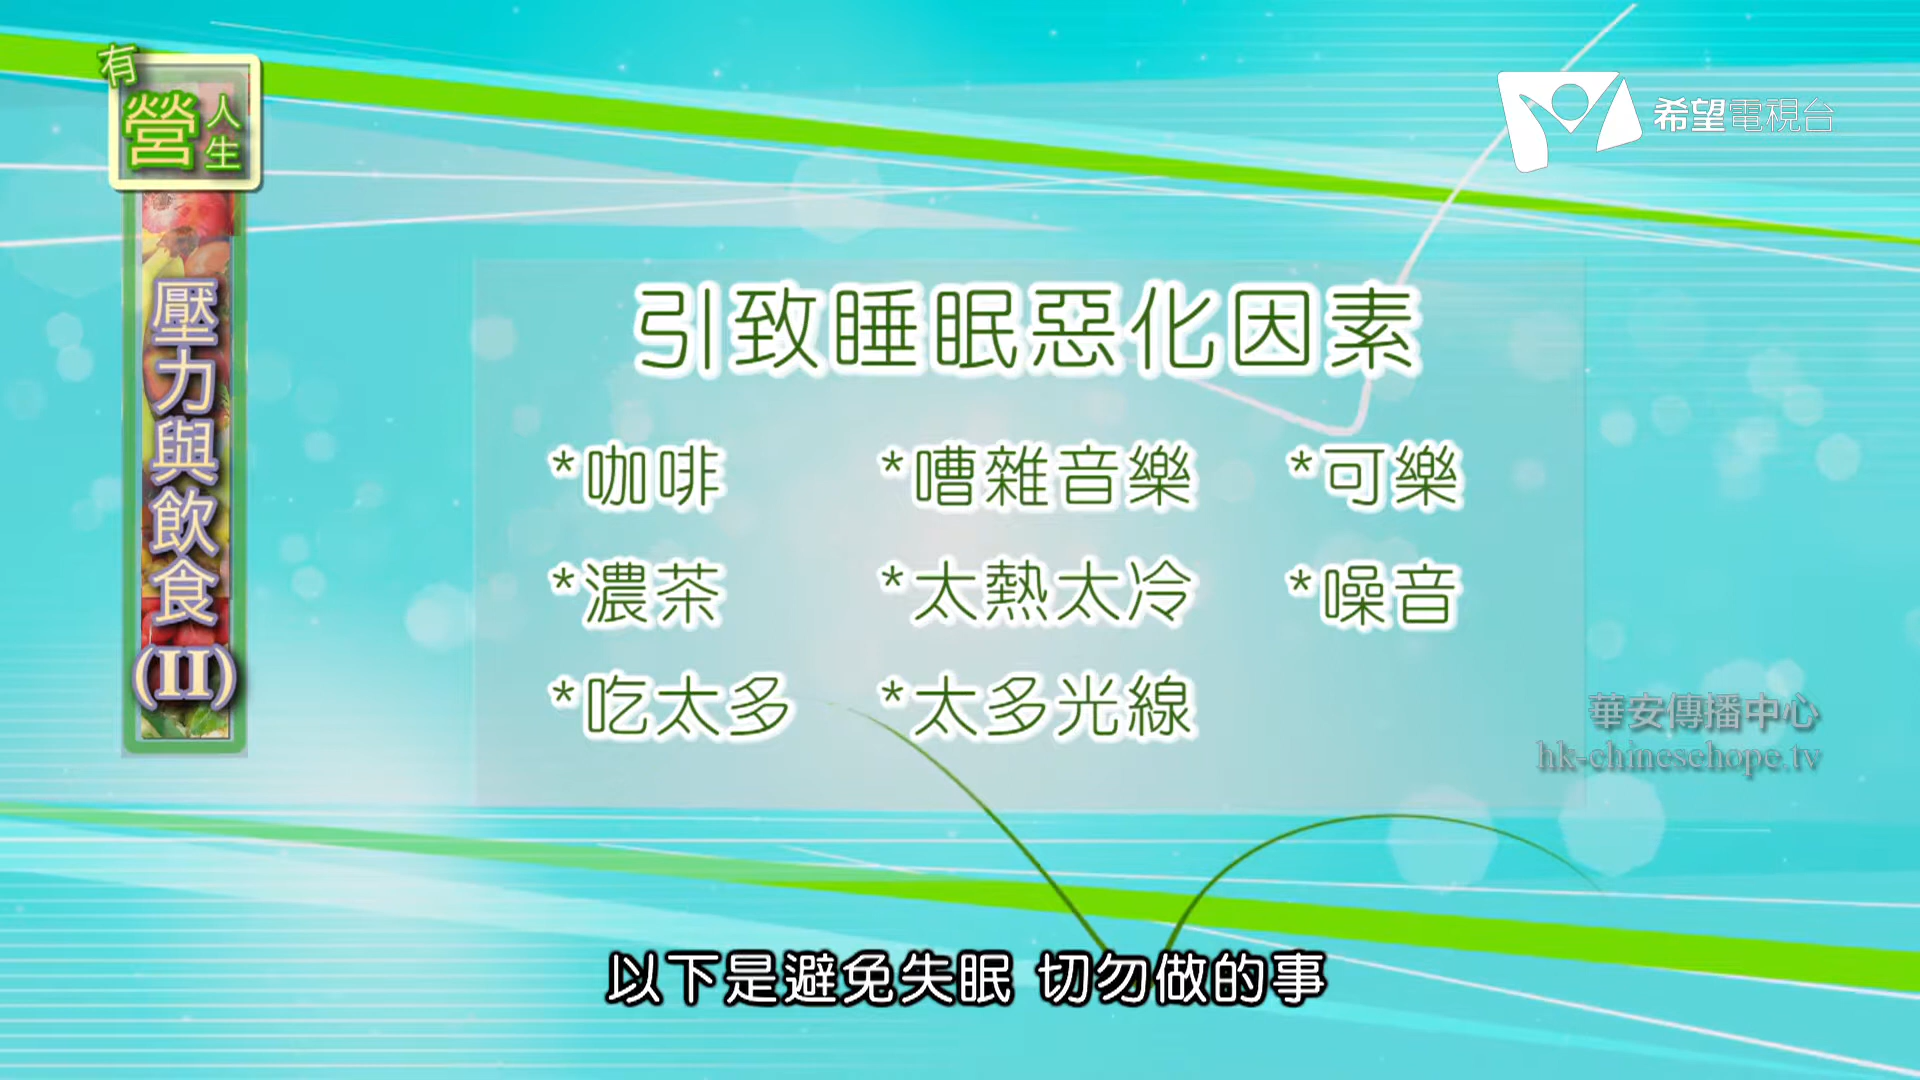 有
營人生
希望電視台
壓力與飲食(II)
引致睡眠惡化因素
*咖啡 *嘈雜音樂 *可樂
*濃茶 *太熱太冷 *噪音
*吃太多 *太多光線
華安傳播中心
hk-chinesehope.tv
以下是避免失眠 切勿做的事